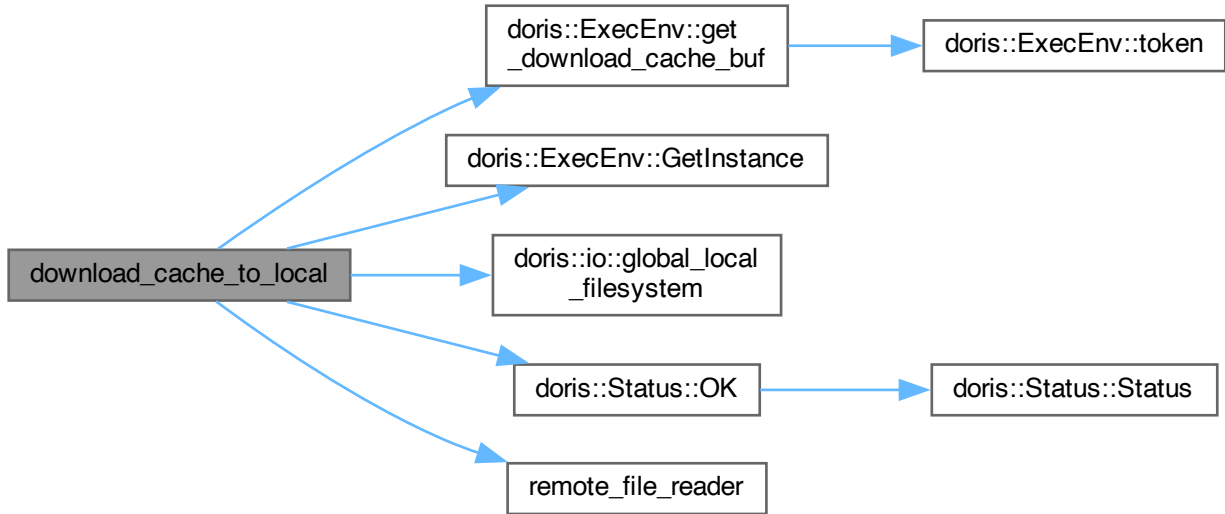 doris::ExecEnv::get
_download_cache_buf
doris::ExecEnv::token
doris::ExecEnv::GetInstance
download_cache_to_local
doris::io::global_local
_filesystem
doris::Status::OK
doris::Status::Status
remote_file_reader